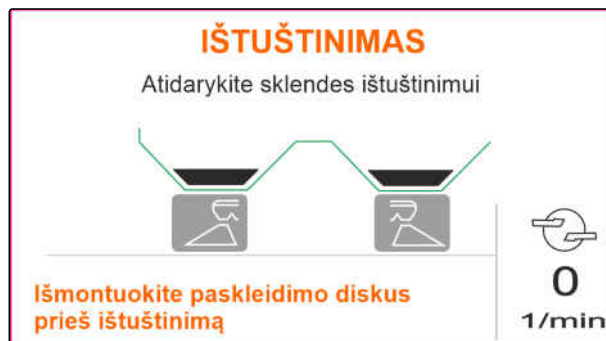 IŠTUŠTINIMAS
Atidarykite sklendes ištuštinimui
Išmontuokite paskleidimo diskus
prieš ištuštinimą
0
1/min